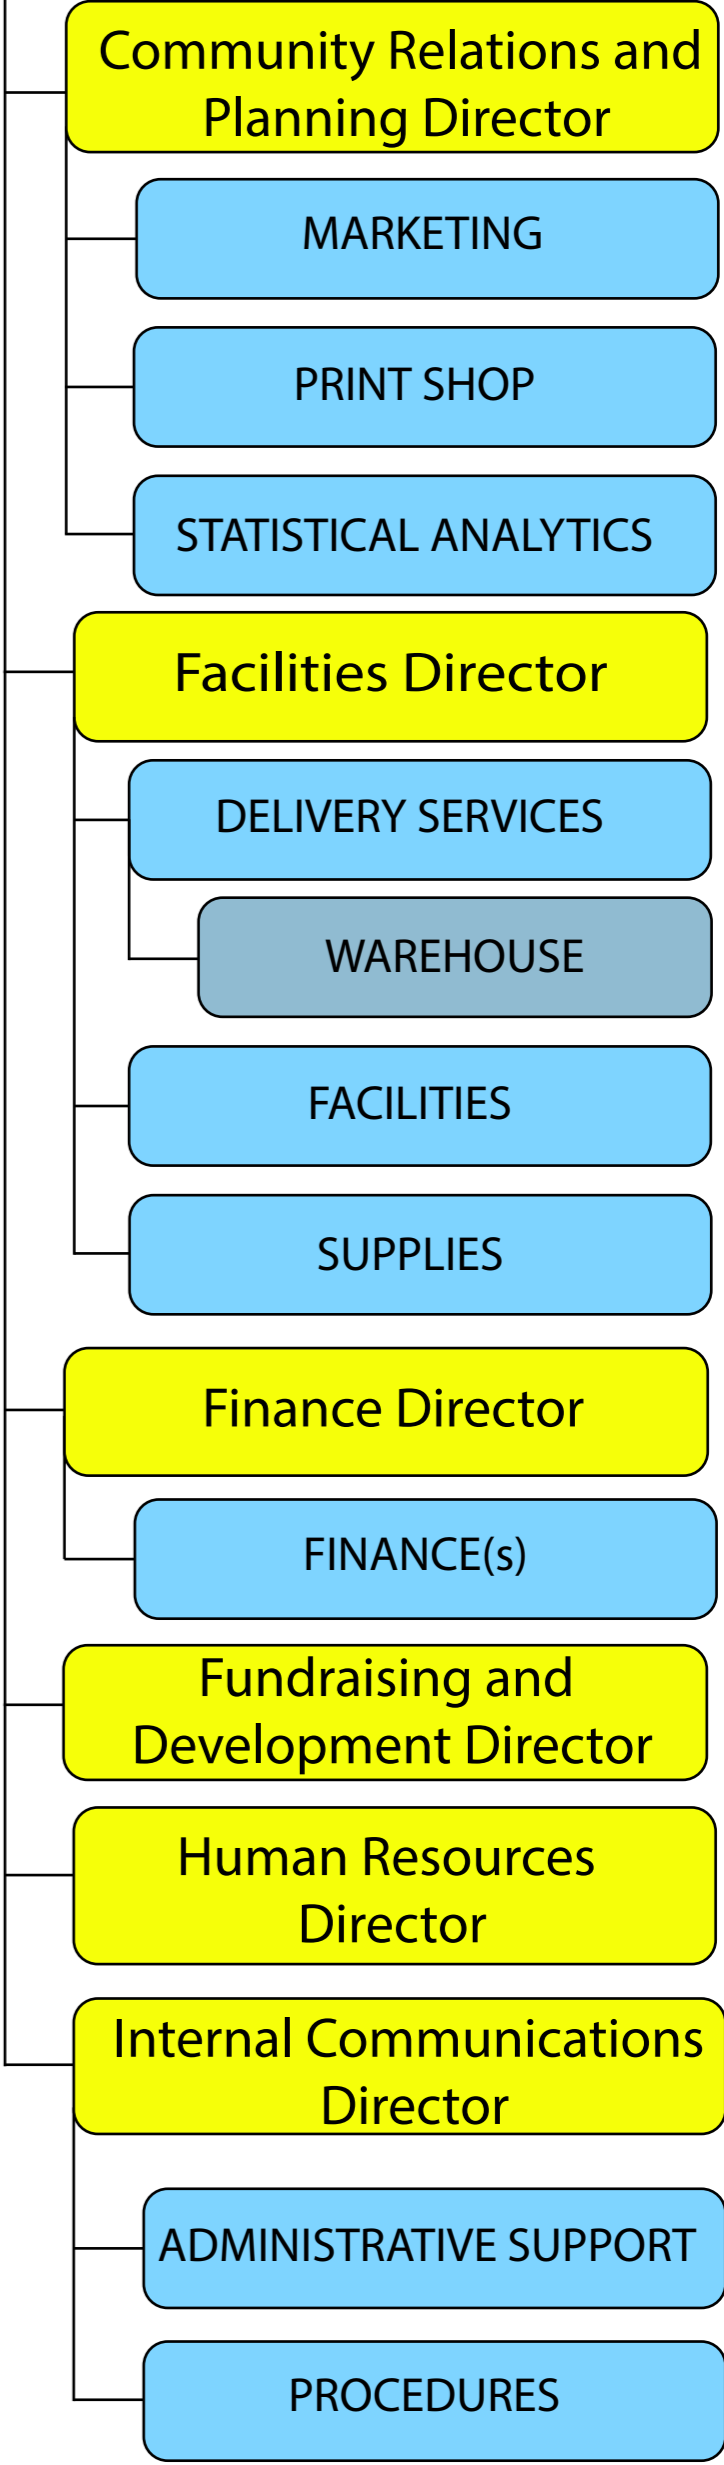 Community Relations and
Planning Director
MARKETING
PRINT SHOP
STATISTICAL ANALYTICS
Facilities Director
DELIVERY SERVICES
WAREHOUSE
FACILITIES
SUPPLIES
Finance Director
FINANCE(s)
Fundraising and
Development Director
Human Resources
Director
Internal Communications
Director
ADMINISTRATIVE SUPPORT
PROCEDURES